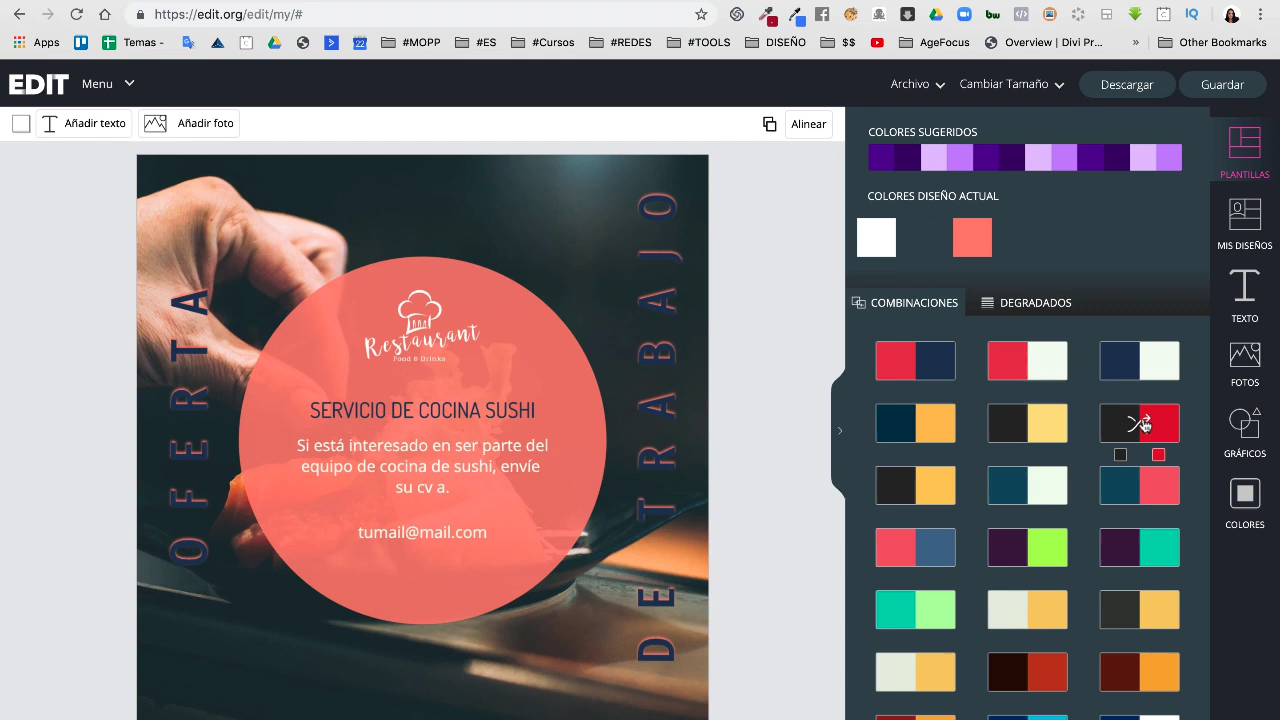 https://edit.org/edit/my/#
Apps
Temas -
22
#MOPP
#ES
#Cursos
#REDES
#TOOLS
DISEÑO
$$
AgeFocus
Overview | Divi Pr...
»
Other Bookmarks
bw
IQ
EDIT
Menu
Archivo
Cambiar Tamaño
Descargar
Guardar
Añadir texto
Añadir foto
Alinear
OFERTA
DE TRABAJO
Restaurant
Food & Drinks
SERVICIO DE COCINA SUSHI
Si está interesado en ser parte del
equipo de cocina de sushi, envíe
su cv a.
tumail@mail.com
COLORES SUGERIDOS
COLORES DISEÑO ACTUAL
COMBINACIONES
DEGRADADOS
PLANTILLAS
MIS DISEÑOS
TEXTO
FOTOS
GRÁFICOS
COLORES